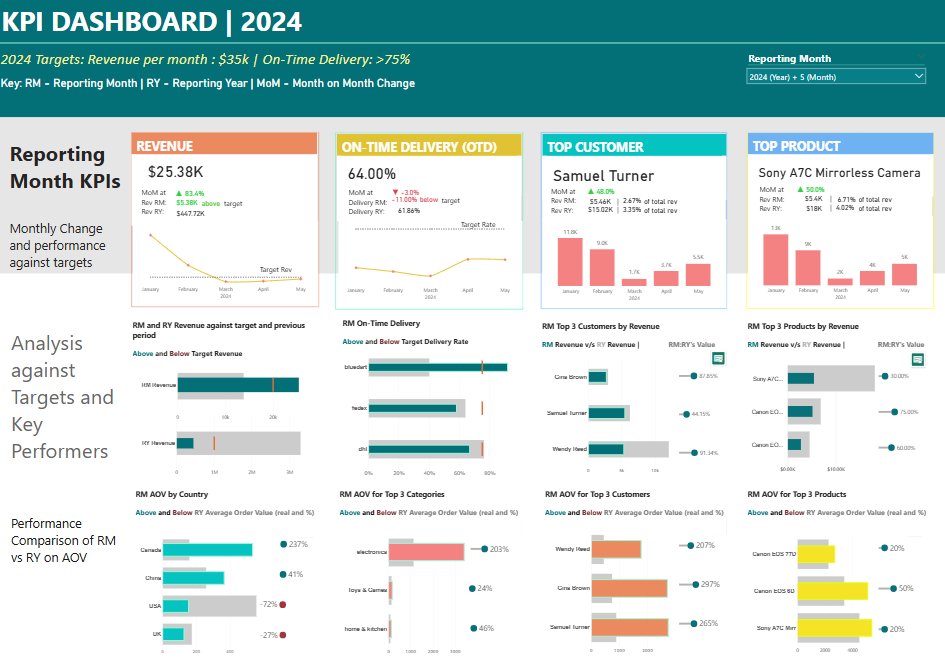 KPI DASHBOARD | 2024
2024 Targets: Revenue per month : $35k | On-Time Delivery: >75%
Key: RM – Reporting Month | RY – Reporting Year | MoM – Month on Month Change
Reporting Month
2024 (Year) + 5 (Month)
Reporting
Month KPIs
Monthly Change
and performance
against targets
REVENUE
$25.38K
MoM at ▲ 83.4%
Rev RM: $5.38K above target
Rev RY: $447.72K
Target Rev
January February March April May
2024
ON-TIME DELIVERY (OTD)
64.00%
MoM at ▼ -3.0%
Delivery RM: -11.00% below target
Delivery RY: 61.86%
Target Rate
January February March April May
2024
TOP CUSTOMER
Samuel Turner
MoM at ▲ 48.0%
Rev RM: $5.46K | 2.67% of total rev
Rev RY: $15.02K | 3.35% of total rev
11.8K 9.0K 1.7K 3.7K 5.5K
January February March April May
2024
TOP PRODUCT
Sony A7C Mirrorless Camera
MoM at ▲ 50.0%
Rev RM: $5.4K | 6.71% of total rev
Rev RY: $18K | 4.02% of total rev
13K 9K 2K 4K 5K
January February March April May
2024
Analysis
against
Targets and
Key
Performers
RM and RY Revenue against target and previous
period
Above and Below Target Revenue
RM Revenue
0 10k 20k
RY Revenue
0 1M 2M 3M
RM On-Time Delivery
Above and Below Target Delivery Rate
bluedart
fedex
dhl
0% 20% 40% 60% 80%
RM Top 3 Customers by Revenue
RM Revenue v/s RY Revenue | RM:RY's Value
Gina Brown
Samuel Turner 44.15%
Wendy Reed 91.34%
0 5k 10k
RM Top 3 Products by Revenue
RM Revenue v/s RY Revenue | RM:RY's Value
Sony A7C... 30.00%
Canon EO... 75.00%
Canon EO... 60.00%
$0.00K $10.00K
Performance
Comparison of RM
vs RY on AOV
RM AOV by Country
Above and Below RY Average Order Value (real and %)
Canada 237%
China 41%
USA -72%
UK -27%
0 200 400
RM AOV for Top 3 Categories
Above and Below RY Average Order Value (real and %)
electronics 203%
Toys & Games 24%
home & kitchen 46%
0 1000 2000 3000
RM AOV for Top 3 Customers
Above and Below RY Average Order Value (real and %)
Wendy Reed 207%
Gina Brown 297%
Samuel Turner 265%
0 1000 2000
RM AOV for Top 3 Products
Above and Below RY Average Order Value (real and %)
Canon EOS 77D 20%
Canon EOS 6D 50%
Sony A7C Mirr 20%
0 2000 4000